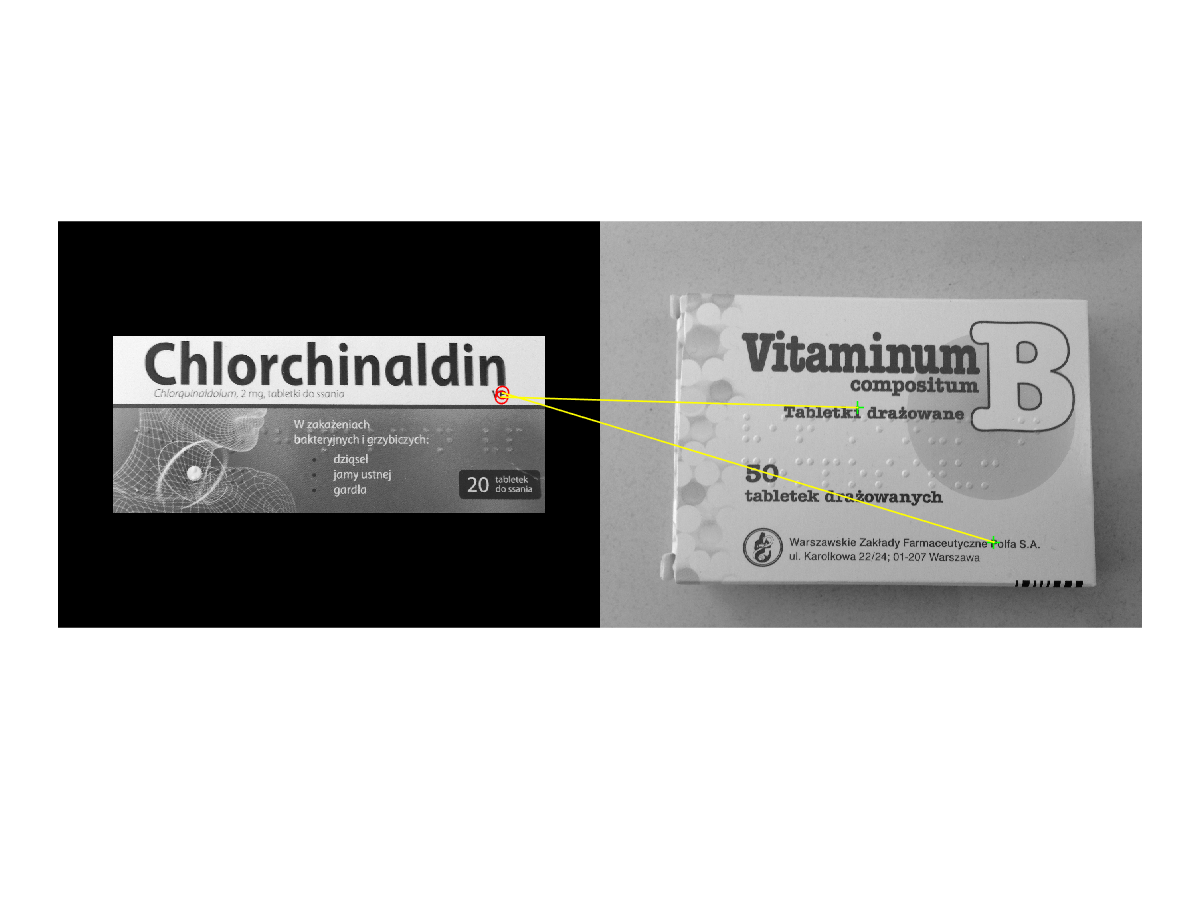 Chlorchinaldin
Chlorquinaldolum, 2 mg, tabletki do ssania
W zakażeniach
bakteryjnych i grzybiczych:
dziąseł
jamy ustnej
gardła
20 tabletek
do ssania
Vitaminum B
compositum
Tabletki drażowane
50
tabletek drażowanych
Warszawskie Zakłady Farmaceutyczne Polfa S.A.
ul. Karolkowa 22/24; 01-207 Warszawa